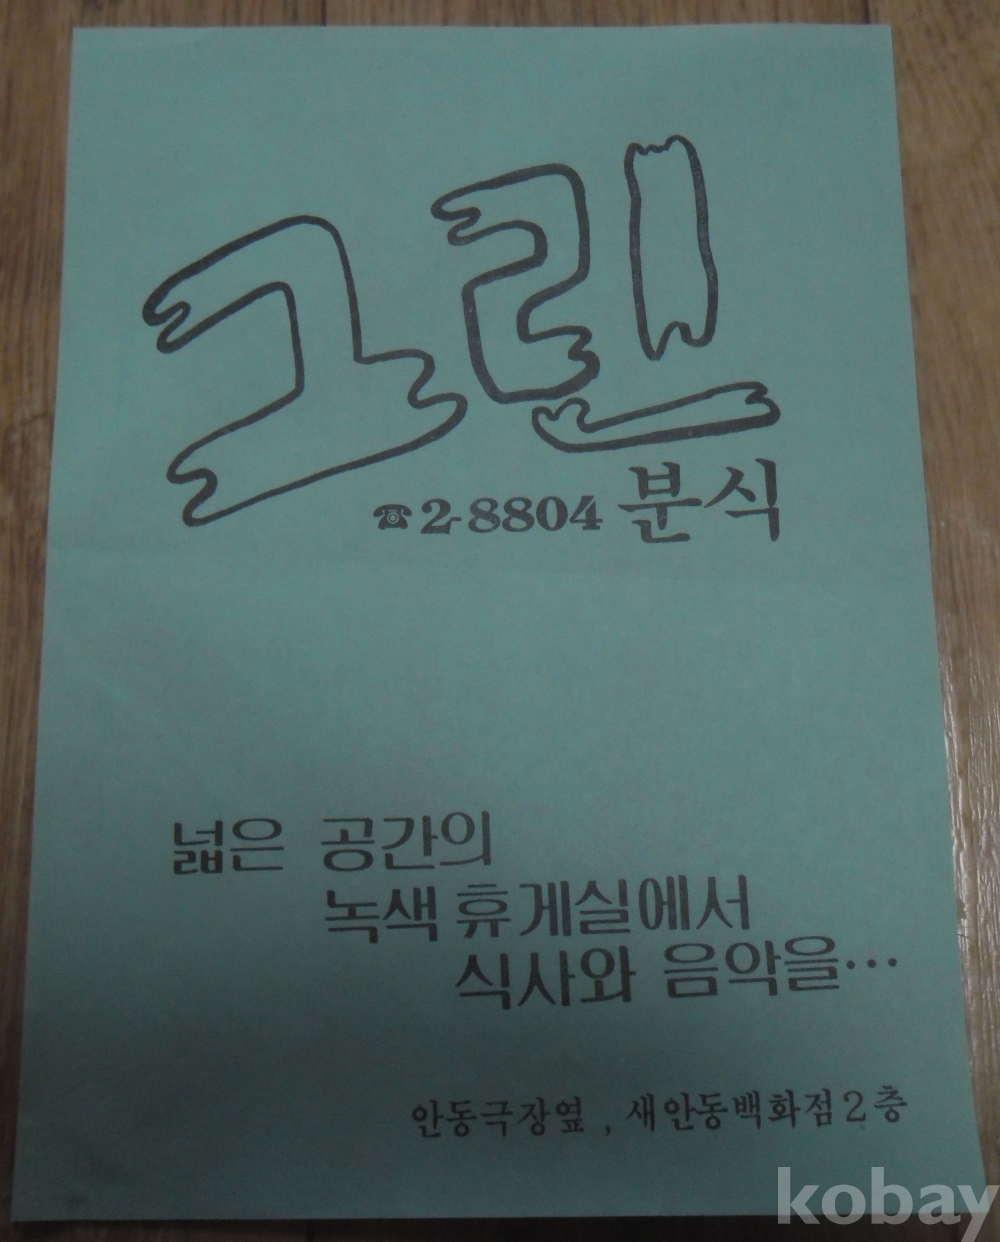 그린
☎2-8804 분식
넓은 공간의
녹색 휴게실에서
식사와 음악을…
안동극장옆, 새안동백화점2층
kobay